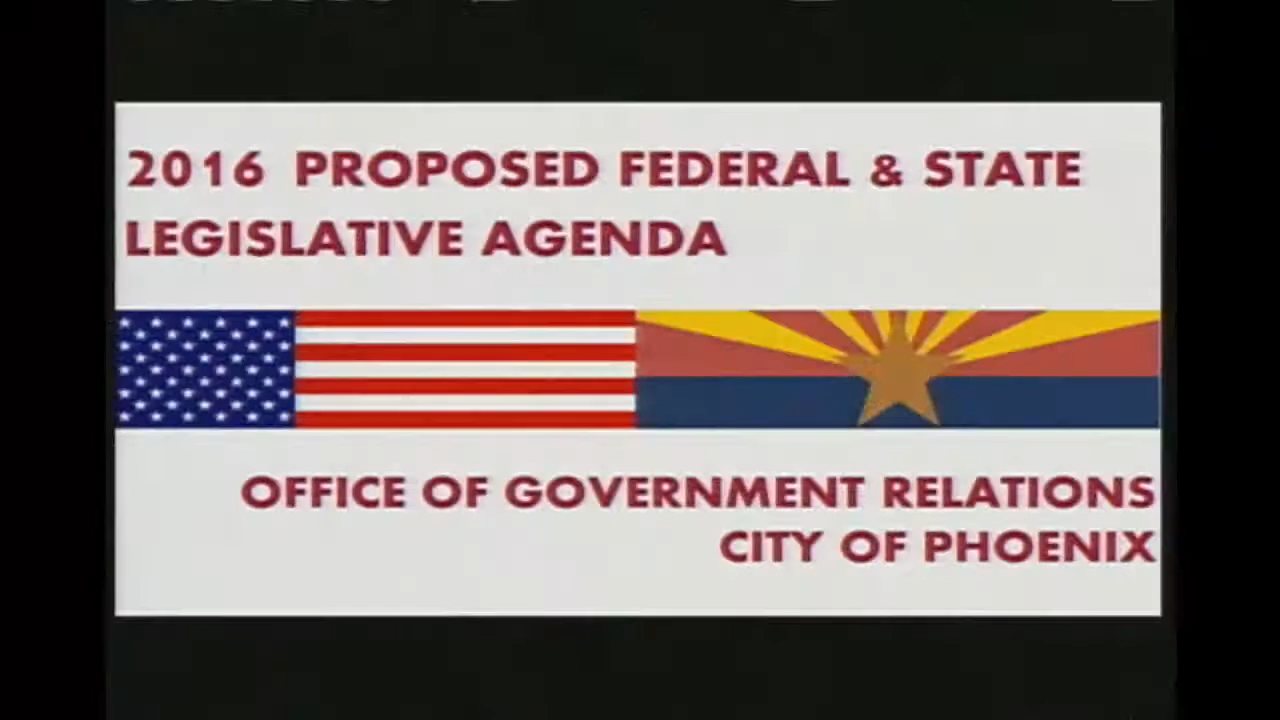 2016 PROPOSED FEDERAL & STATE
LEGISLATIVE AGENDA
OFFICE OF GOVERNMENT RELATIONS
CITY OF PHOENIX